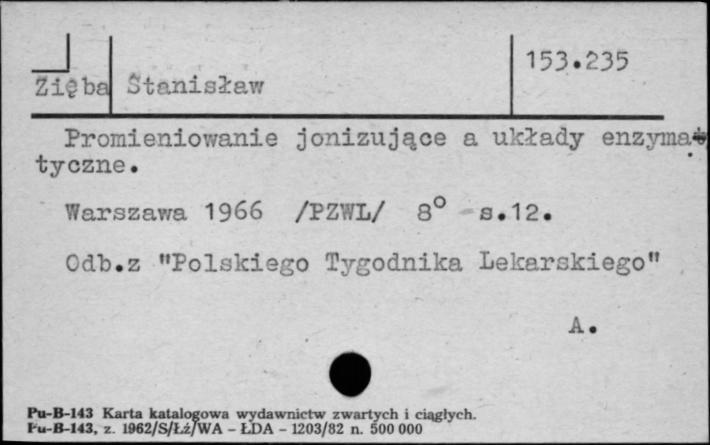 153.235
Zięba Stanisław
Promieniowanie jonizujące a układy enzyma-
tyczne.
Warszawa 1966 /PZWL/ 8° s.12.
Odb.z "Polskiego Tygodnika Lekarskiego"
A.
Pu-B-143 Karta katalogowa wydawnictw zwartych i ciągłych.
Pu-B-143, z. 1962/S/Łź/WA - ŁDA - 1203/82 n. 500 000